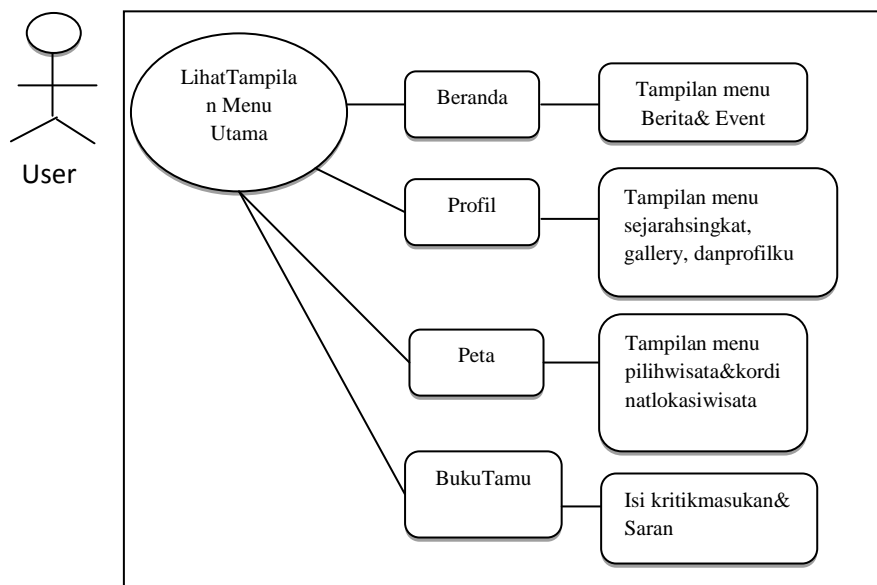 User
LihatTampila
n Menu
Utama
Beranda
Tampilan menu
Berita& Event
Profil
Tampilan menu
sejarahsingkat,
gallery, danprofilku
Peta
Tampilan menu
pilihwisata&kordi
natlokasiwisata
BukuTamu
Isi kritikmasukan&
Saran